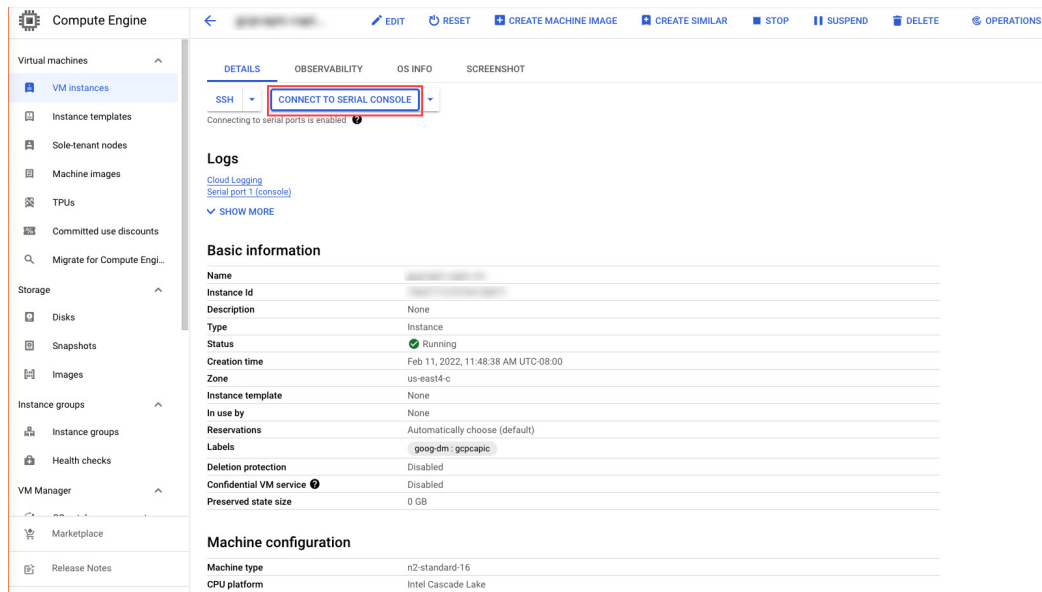 Compute Engine
EDIT RESET CREATE MACHINE IMAGE CREATE SIMILAR STOP SUSPEND DELETE OPERATIONS
Virtual machines
VM instances
Instance templates
Sole-tenant nodes
Machine images
TPUs
Committed use discounts
Migrate for Compute Engi...
Storage
Disks
Snapshots
Images
Instance groups
Instance groups
Health checks
VM Manager
Marketplace
Release Notes
DETAILS OBSERVABILITY OS INFO SCREENSHOT
SSH CONNECT TO SERIAL CONSOLE
Connecting to serial ports is enabled
Logs
Cloud Logging
Serial port 1 (console)
SHOW MORE
Basic information
Name
Instance Id
Description None
Type Instance
Status Running
Creation time Feb 11, 2022, 11:48:38 AM UTC-08:00
Zone us-east4-c
Instance template None
In use by None
Reservations Automatically choose (default)
Labels goog-dm : gcpcapic
Deletion protection Disabled
Confidential VM service Disabled
Preserved state size 0 GB
Machine configuration
Machine type n2-standard-16
CPU platform Intel Cascade Lake